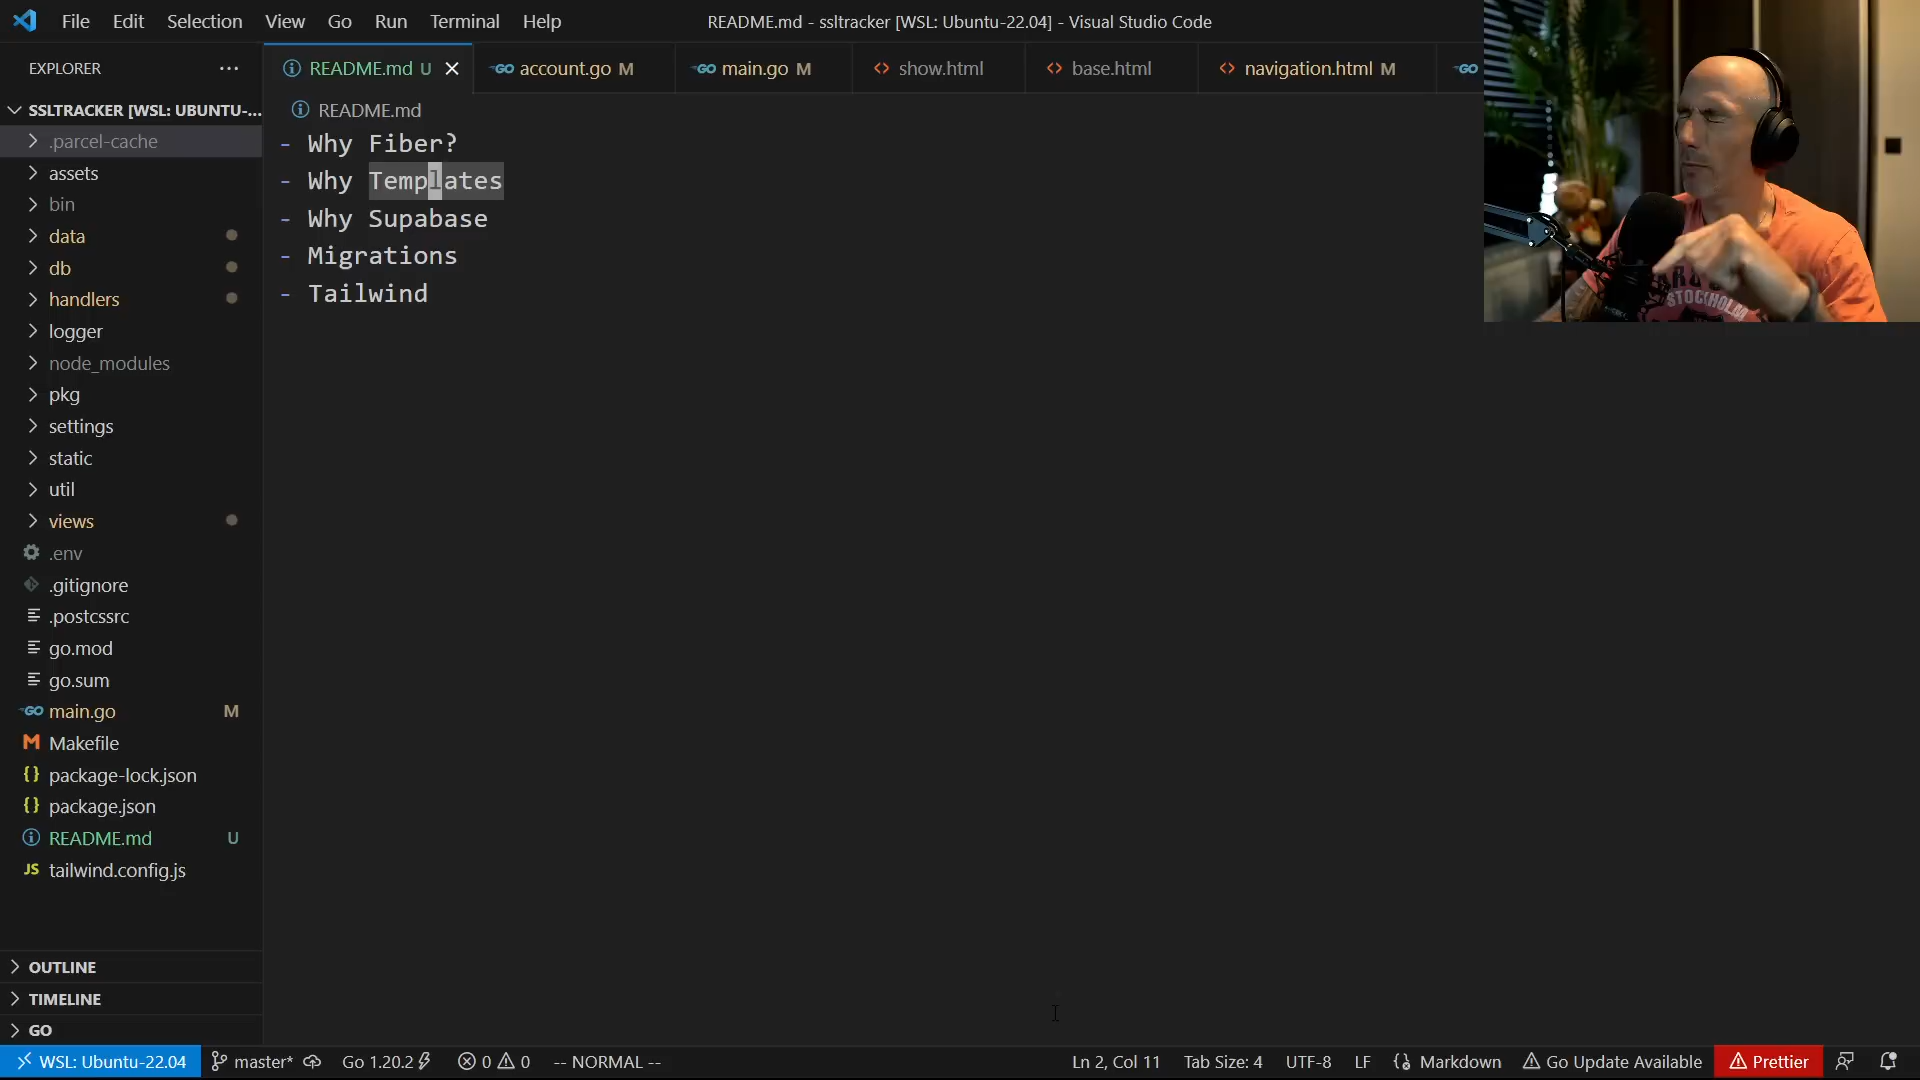 File Edit Selection View Go Run Terminal Help
README.md - ssltracker [WSL: Ubuntu-22.04] - Visual Studio Code
EXPLORER
README.md U
account.go M
main.go M
show.html
base.html
navigation.html M
SSLTRACKER [WSL: UBUNTU-...
README.md
.parcel-cache
assets
bin
data
db
handlers
logger
node_modules
pkg
settings
static
util
views
.env
.gitignore
.postcssrc
go.mod
go.sum
main.go M
Makefile
package-lock.json
package.json
README.md U
tailwind.config.js
- Why Fiber?
- Why Templates
- Why Supabase
- Migrations
- Tailwind
STOCKHOLM
OUTLINE
TIMELINE
GO
WSL: Ubuntu-22.04 master* Go 1.20.2 0 0 -- NORMAL --
Ln 2, Col 11 Tab Size: 4 UTF-8 LF Markdown Go Update Available Prettier